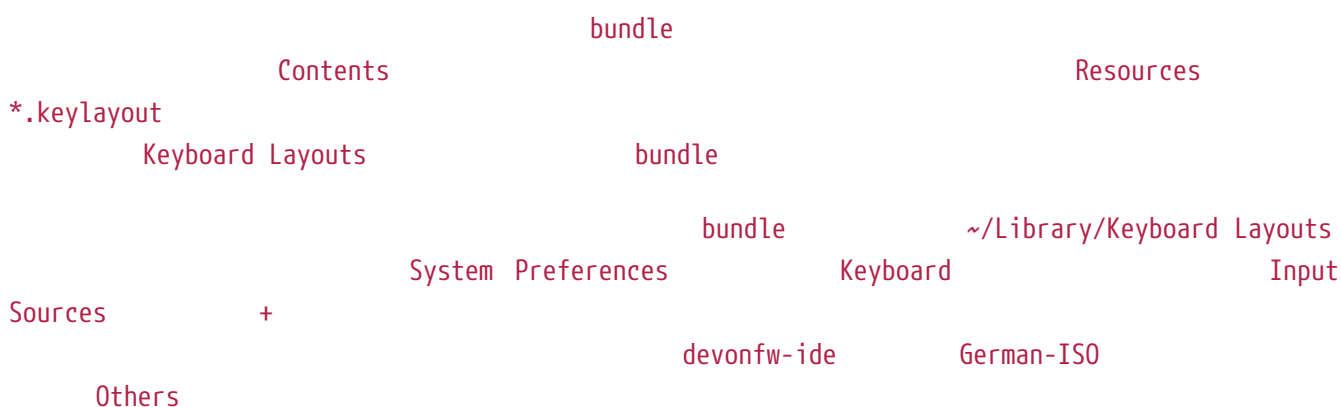 bundle
Contents Resources
*.keylayout
Keyboard Layouts bundle
bundle ~/Library/Keyboard Layouts
System Preferences Keyboard Input
Sources +
devonfw-ide German-ISO
Others